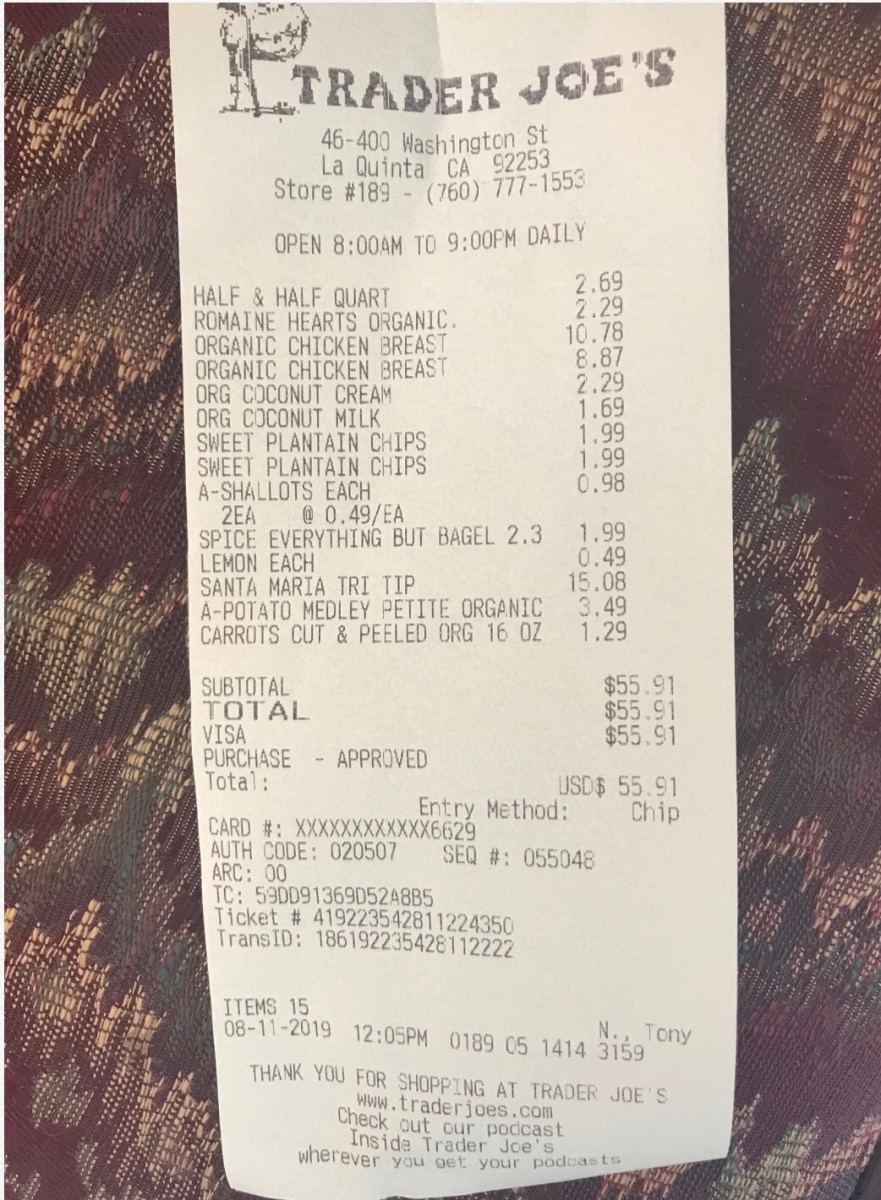 TRADER JOE'S
46-400 Washington St
La Quinta CA 92253
Store #189 - (760) 777-1553
OPEN 8:00AM TO 9:00PM DAILY
HALF & HALF QUART 2.69
ROMAINE HEARTS ORGANIC. 2.29
ORGANIC CHICKEN BREAST 10.78
ORGANIC CHICKEN BREAST 8.87
ORG COCONUT CREAM 2.29
ORG COCONUT MILK 1.69
SWEET PLANTAIN CHIPS 1.99
SWEET PLANTAIN CHIPS 1.99
A-SHALLOTS EACH 0.98
2EA @ 0.49/EA
SPICE EVERYTHING BUT BAGEL 2.3 1.99
LEMON EACH 0.49
SANTA MARIA TRI TIP 15.08
A-POTATO MEDLEY PETITE ORGANIC 3.49
CARROTS CUT & PEELED ORG 16 OZ 1.29
SUBTOTAL $55.91
TOTAL $55.91
VISA $55.91
PURCHASE - APPROVED
Total: USD$ 55.91
Entry Method: Chip
CARD #: XXXXXXXXXXXX6629
AUTH CODE: 020507 SEQ #: 055048
ARC: 00
TC: 59DD91369D52A8B5
Ticket # 419223542811224350
TransID: 186192235428112222
ITEMS 15 N., Tony
08-11-2019 12:05PM 0189 05 1414 3159
THANK YOU FOR SHOPPING AT TRADER JOE'S
www.traderjoes.com
Check out our podcast
Inside Trader Joe's
wherever you get your podcasts